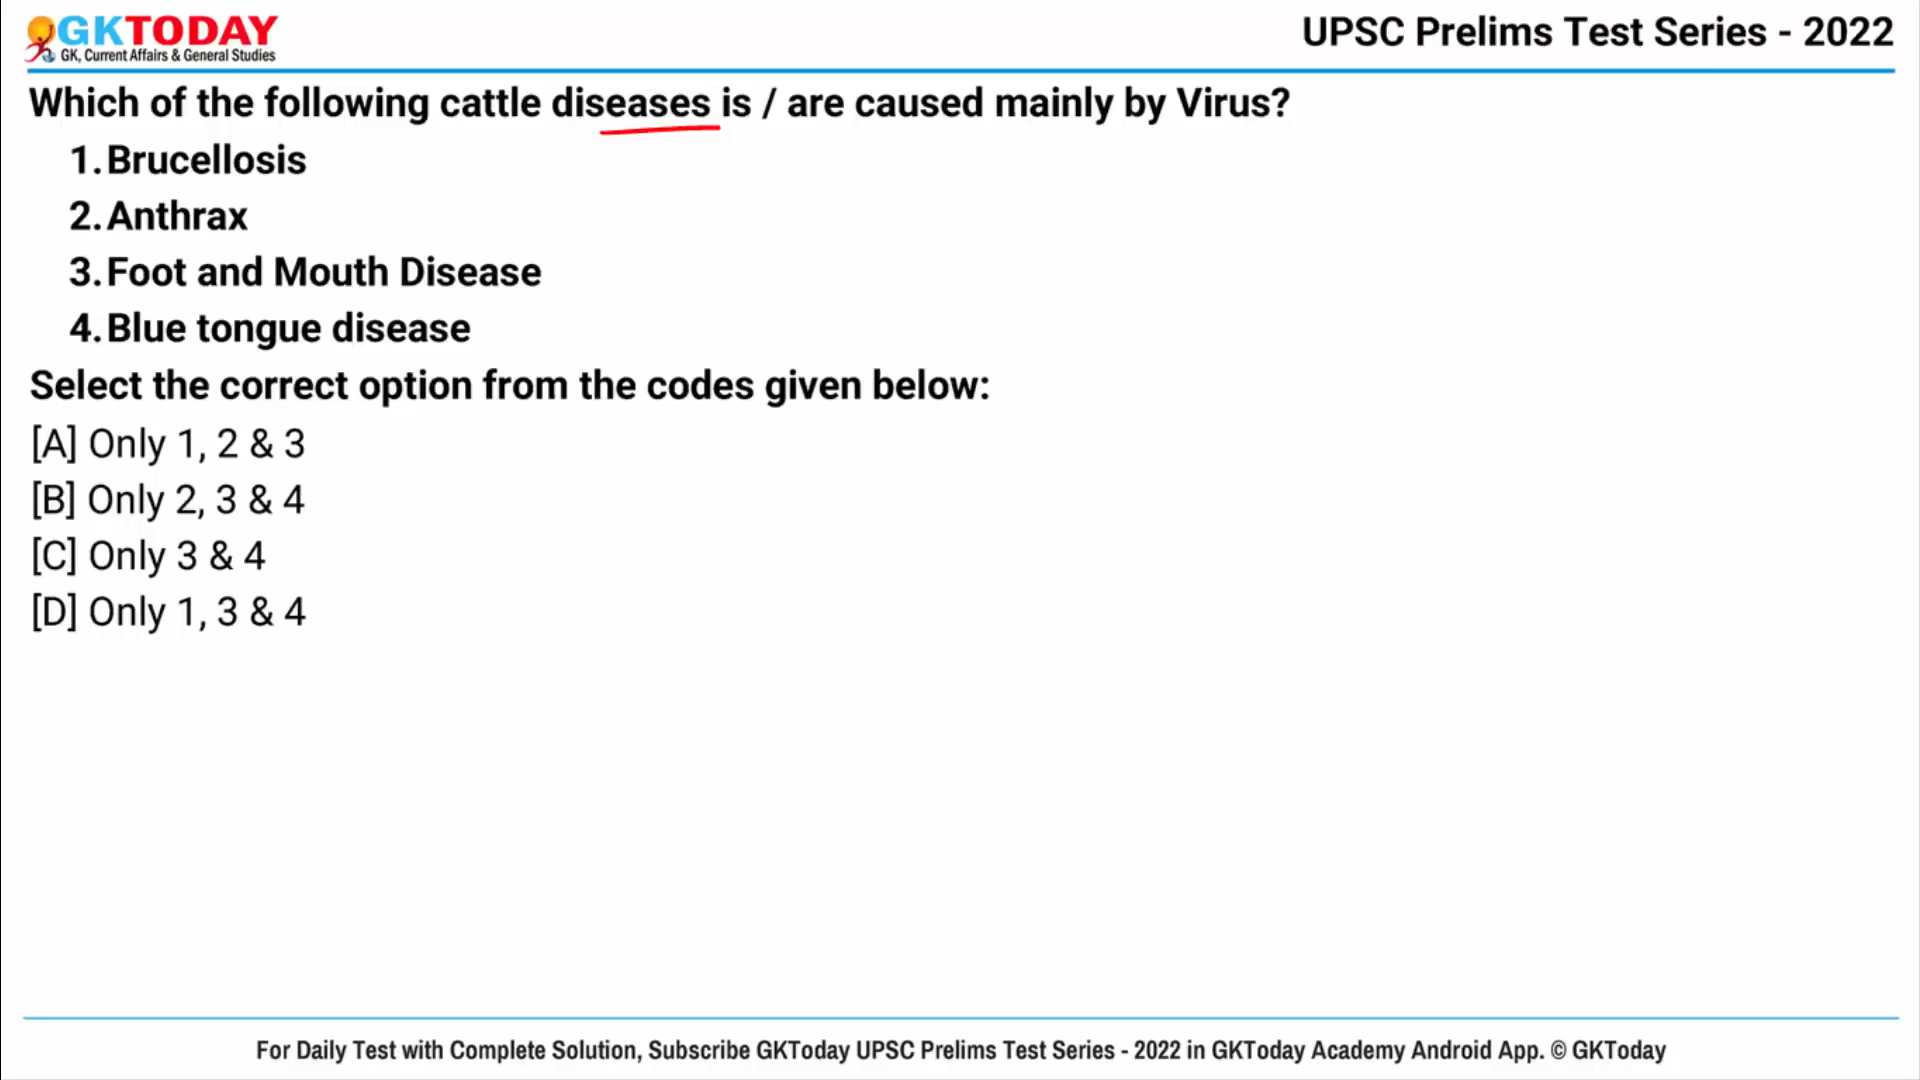 GKTODAY
GK, Current Affairs & General Studies
UPSC Prelims Test Series - 2022
Which of the following cattle diseases is / are caused mainly by Virus?
1. Brucellosis
2. Anthrax
3. Foot and Mouth Disease
4. Blue tongue disease
Select the correct option from the codes given below:
[A] Only 1, 2 & 3
[B] Only 2, 3 & 4
[C] Only 3 & 4
[D] Only 1, 3 & 4
For Daily Test with Complete Solution, Subscribe GKToday UPSC Prelims Test Series - 2022 in GKToday Academy Android App. © GKToday